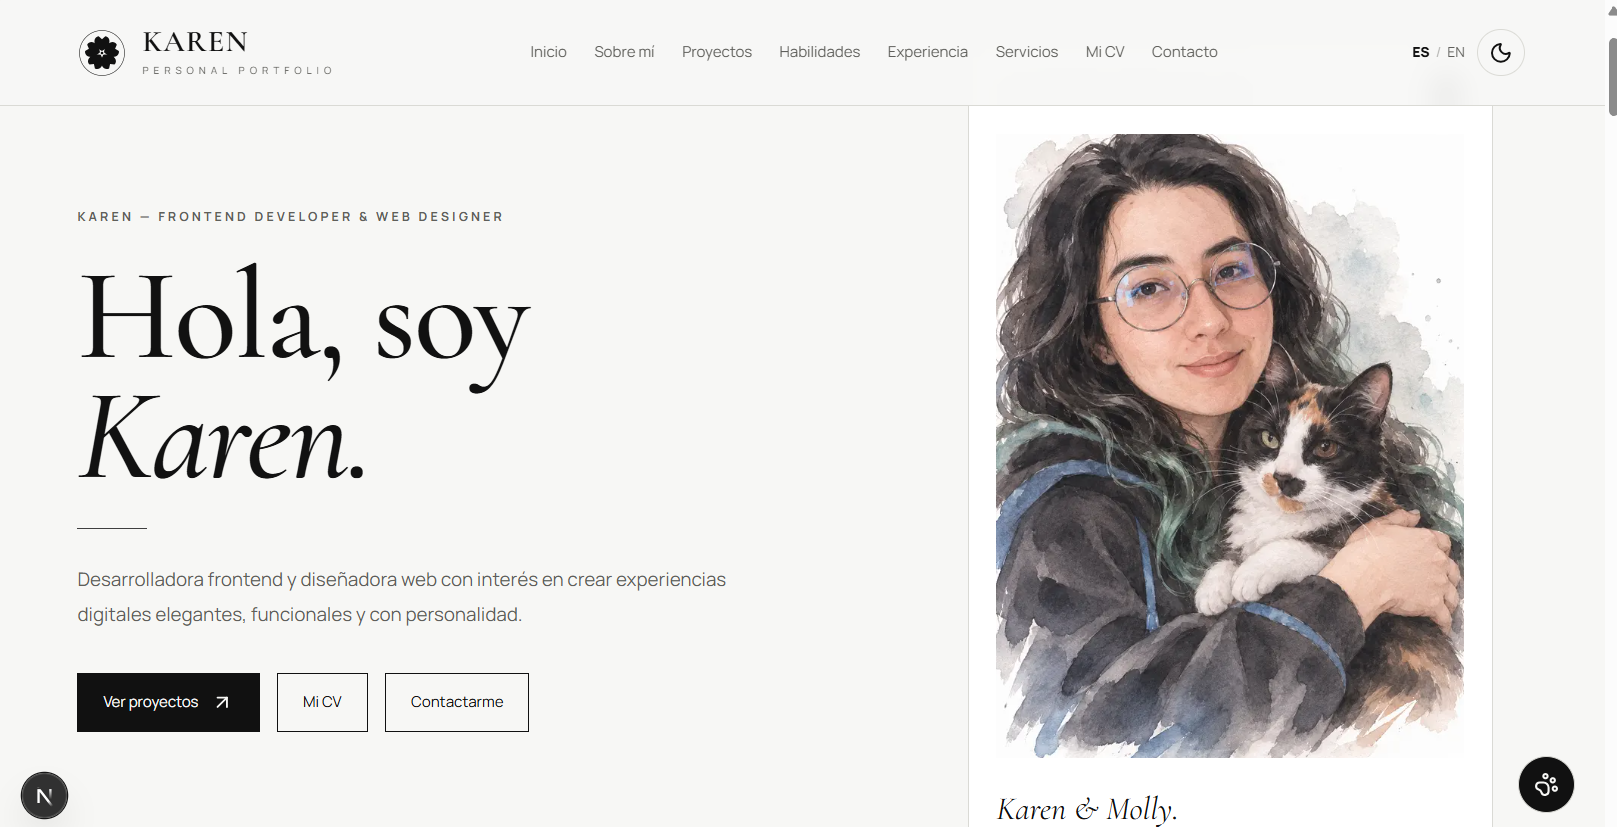 KAREN
PERSONAL PORTFOLIO
Inicio
Sobre mí
Proyectos
Habilidades
Experiencia
Servicios
Mi CV
Contacto
ES / EN
KAREN — FRONTEND DEVELOPER & WEB DESIGNER
Hola, soy
Karen.
Desarrolladora frontend y diseñadora web con interés en crear experiencias
digitales elegantes, funcionales y con personalidad.
Ver proyectos
Mi CV
Contactarme
N
Karen & Molly.